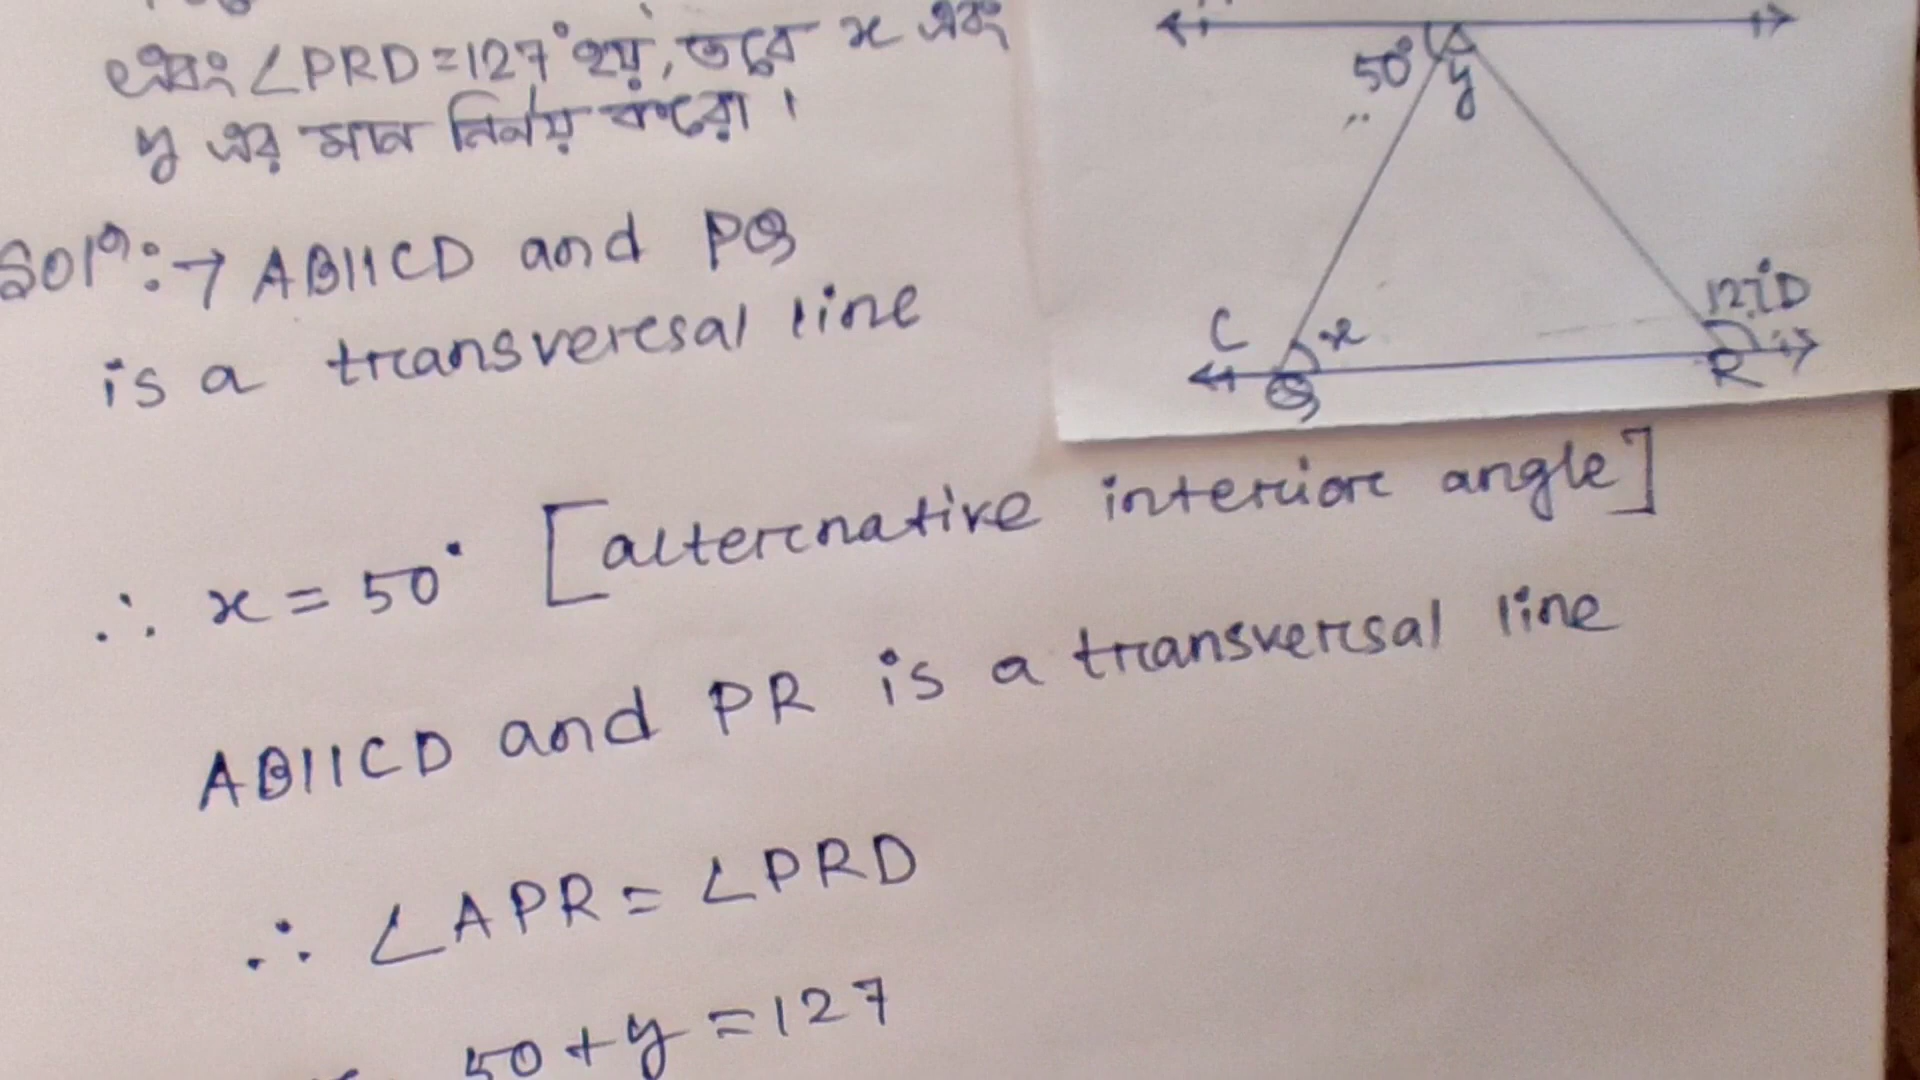 এবং ∠PRD=127° হয়, তবে x এবং
y এর মান নির্ণয় করো।
Solⁿ:→ AB||CD and PQ
is a transversal line
∴ x = 50° [alternative interior angle]
AB||CD and PR is a transversal line
∴ ∠APR = ∠PRD
50+y=127
50°
y
127° D
C
x
Q
R